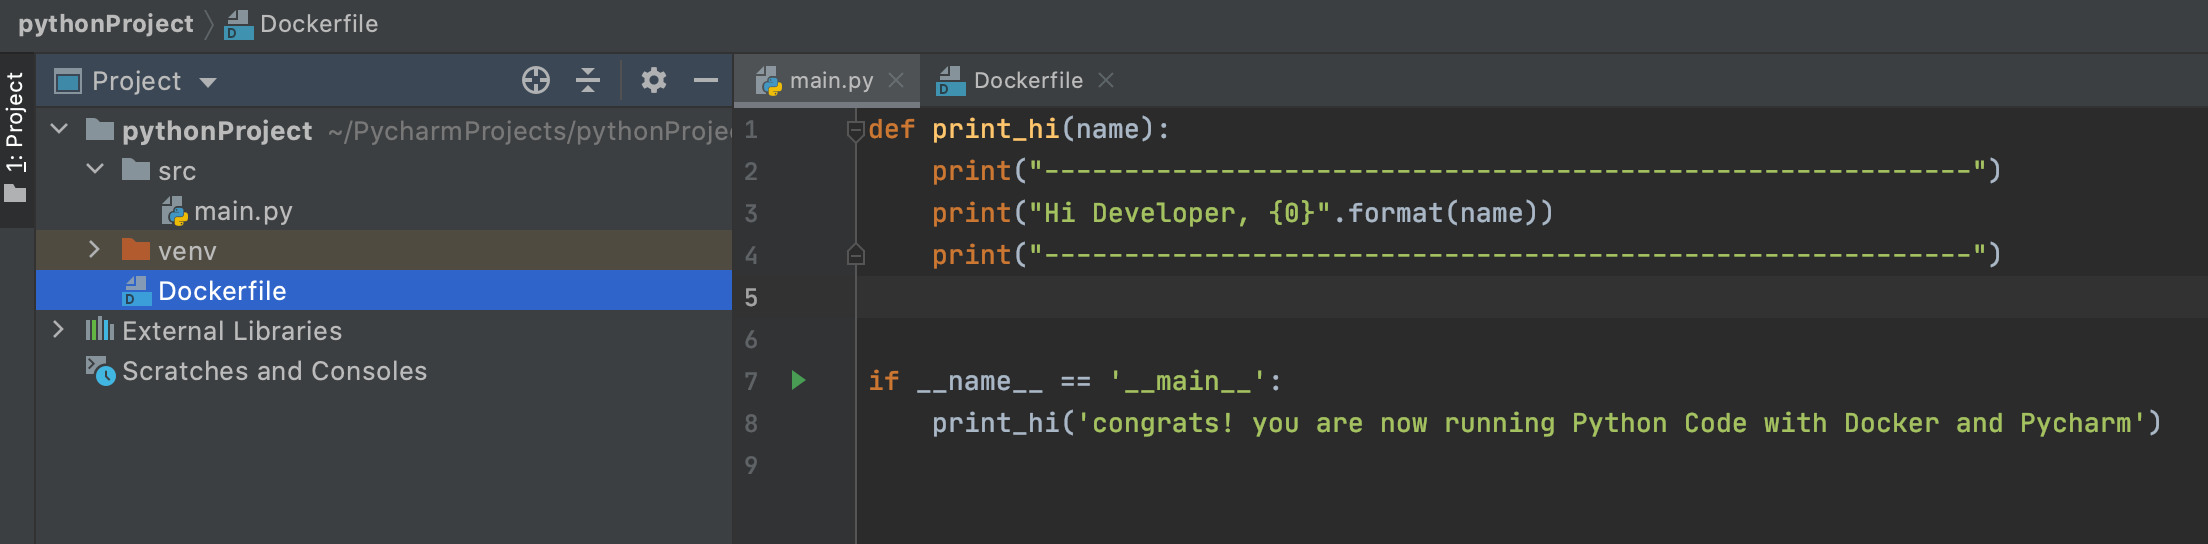 pythonProject Dockerfile
1: Project
Project
pythonProject ~/PycharmProjects/pythonProje
src
main.py
venv
Dockerfile
External Libraries
Scratches and Consoles
main.py Dockerfile
1 def print_hi(name):
2 print("----------------------------------------------------------")
3 print("Hi Developer, {0}".format(name))
4 print("----------------------------------------------------------")
5
6
7 if __name__ == '__main__':
8 print_hi('congrats! you are now running Python Code with Docker and Pycharm')
9